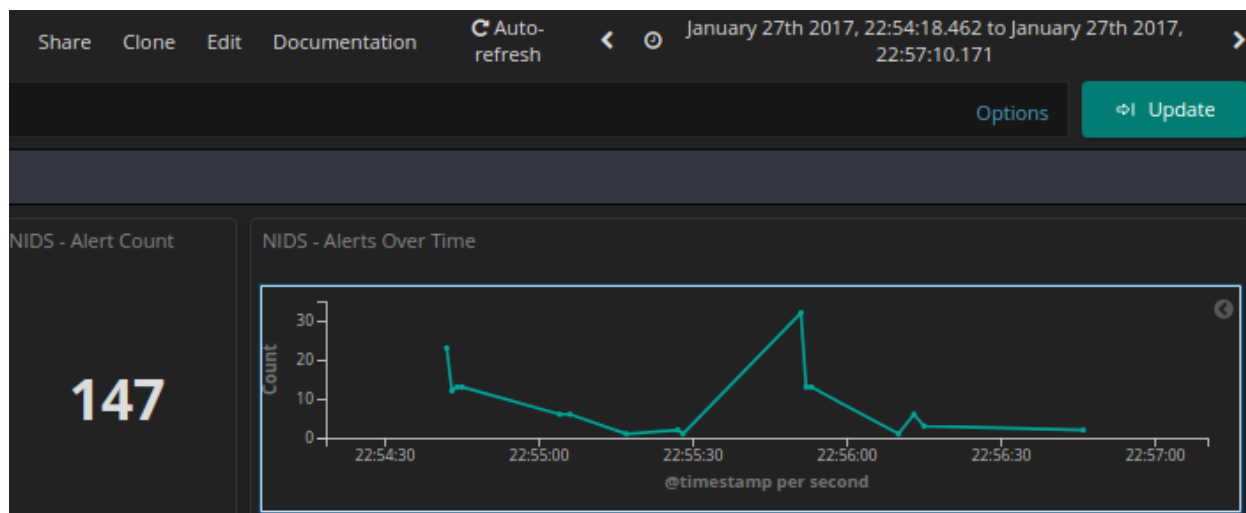 Share Clone Edit Documentation Auto-refresh January 27th 2017, 22:54:18.462 to January 27th 2017,
22:57:10.171
Options Update
NIDS - Alert Count
147
NIDS - Alerts Over Time
Count
30
20
10
0
22:54:30 22:55:00 22:55:30 22:56:00 22:56:30 22:57:00
@timestamp per second